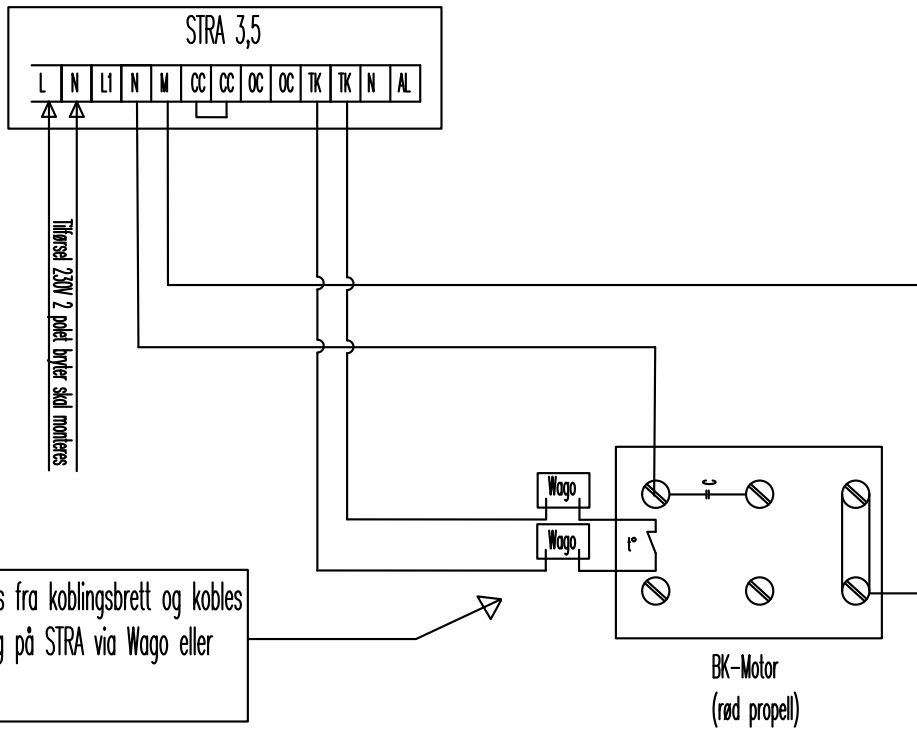 STRA 3,5
L N L1 N M CC CC OC OC TK TK N AL
Tilførsel 230V 2 polet bryter skal monteres
Wago
Wago
C
t°
s fra koblingsbrett og kobles
g på STRA via Wago eller
BK-Motor
(rød propell)